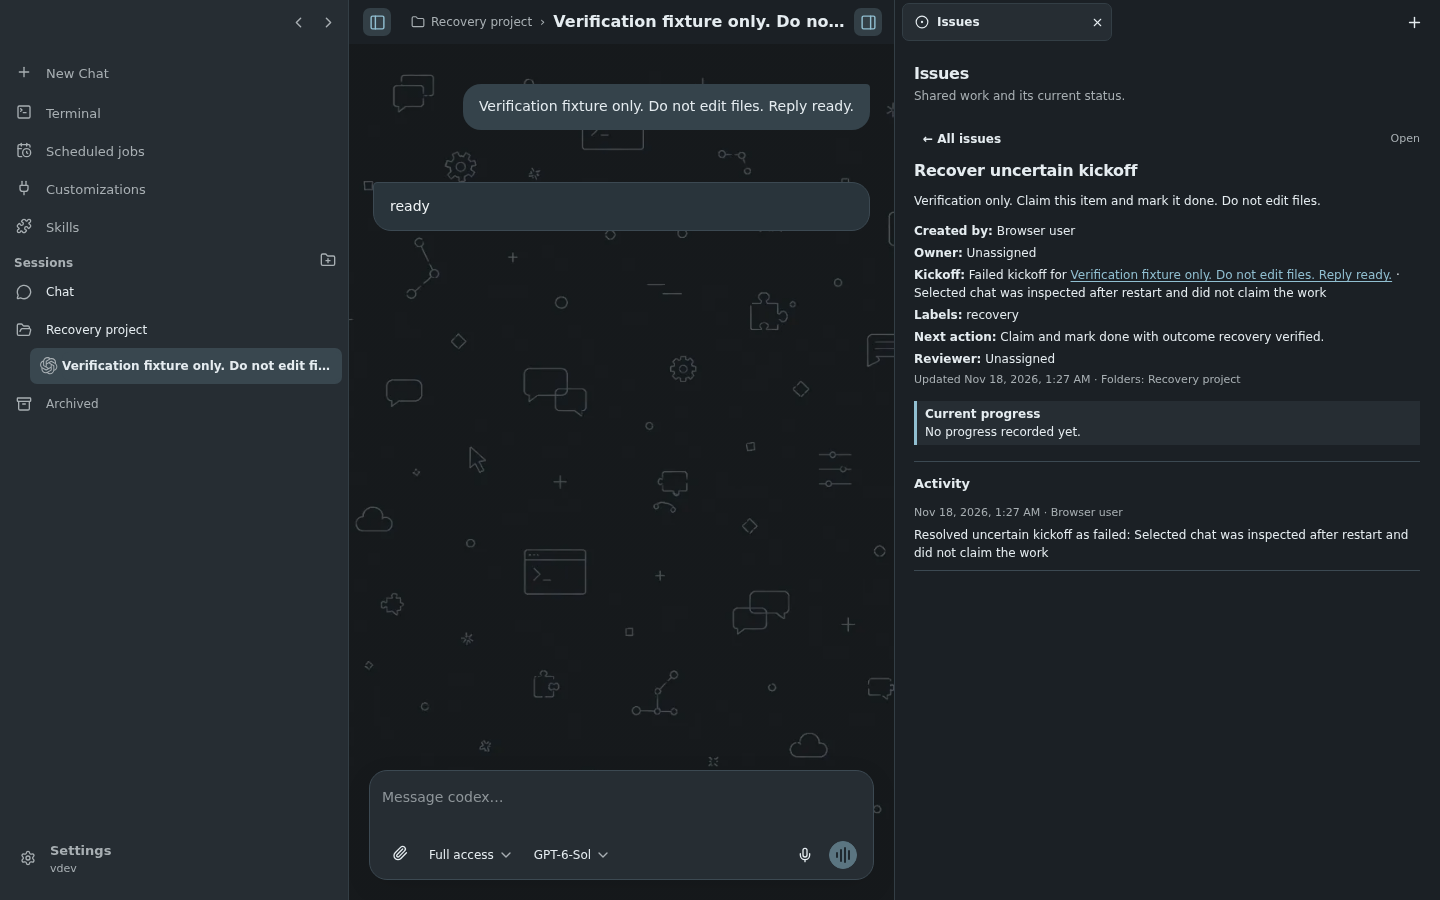 New Chat
Terminal
Scheduled jobs
Customizations
Skills
Sessions
Chat
Recovery project
Verification fixture only. Do not edit fi...
Archived
Settings
vdev
Recovery project › Verification fixture only. Do no...
Verification fixture only. Do not edit files. Reply ready.
ready
Message codex...
Full access
GPT-6-Sol
Issues
Issues
Shared work and its current status.
← All issues
Open
Recover uncertain kickoff
Verification only. Claim this item and mark it done. Do not edit files.
Created by: Browser user
Owner: Unassigned
Kickoff: Failed kickoff for Verification fixture only. Do not edit files. Reply ready. ·
Selected chat was inspected after restart and did not claim the work
Labels: recovery
Next action: Claim and mark done with outcome recovery verified.
Reviewer: Unassigned
Updated Nov 18, 2026, 1:27 AM · Folders: Recovery project
Current progress
No progress recorded yet.
Activity
Nov 18, 2026, 1:27 AM · Browser user
Resolved uncertain kickoff as failed: Selected chat was inspected after restart and
did not claim the work